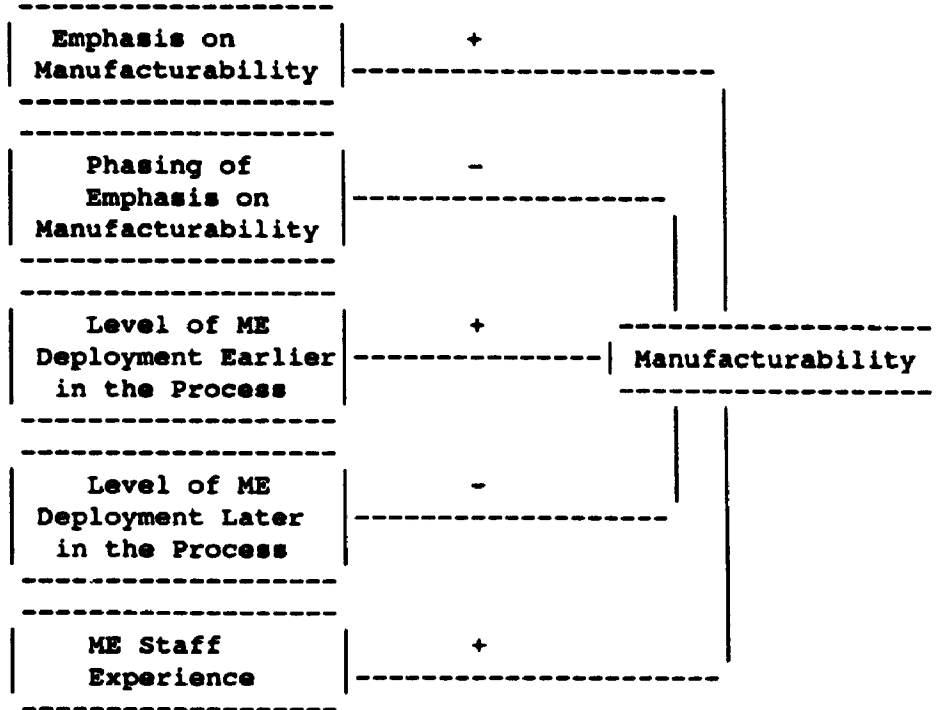 Emphasis on
Manufacturability
+
Phasing of
Emphasis on
Manufacturability
-
Level of ME
Deployment Earlier
in the Process
+
Manufacturability
Level of ME
Deployment Later
in the Process
-
ME Staff
Experience
+